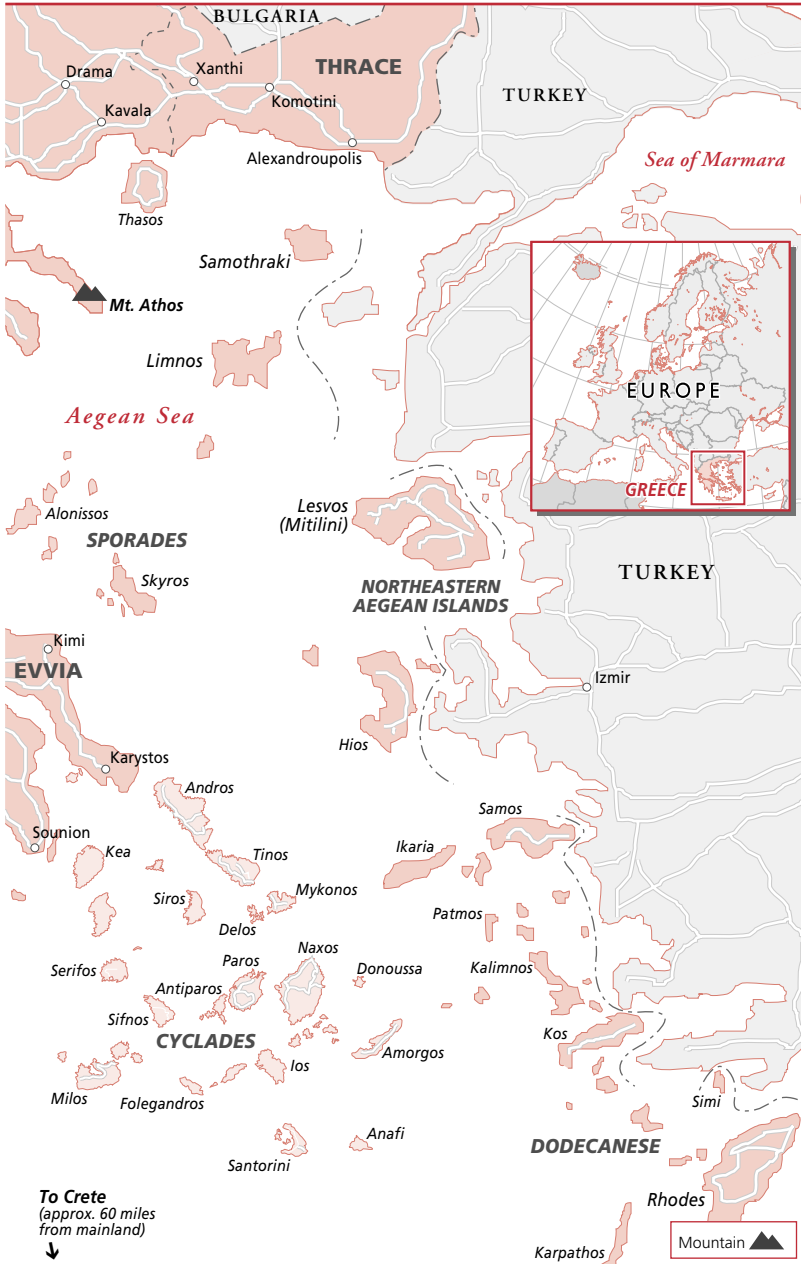 BULGARIA
THRACE
Drama
Xanthi
Komotini
Kavala
Alexandroupolis
TURKEY
Sea of Marmara
Thasos
Samothraki
Mt. Athos
Limnos
Aegean Sea
EUROPE
GREECE
Alonissos
SPORADES
Skyros
Lesvos
(Mitilini)
NORTHEASTERN
AEGEAN ISLANDS
TURKEY
Kimi
EVVIA
Izmir
Hios
Karystos
Andros
Samos
Sounion
Kea
Tinos
Ikaria
Siros
Mykonos
Delos
Patmos
Serifos
Paros
Naxos
Donoussa
Kalimnos
Antiparos
Sifnos
CYCLADES
Amorgos
Kos
Ios
Milos
Folegandros
Simi
Santorini
Anafi
DODECANESE
Rhodes
To Crete
(approx. 60 miles
from mainland)
Karpathos
Mountain